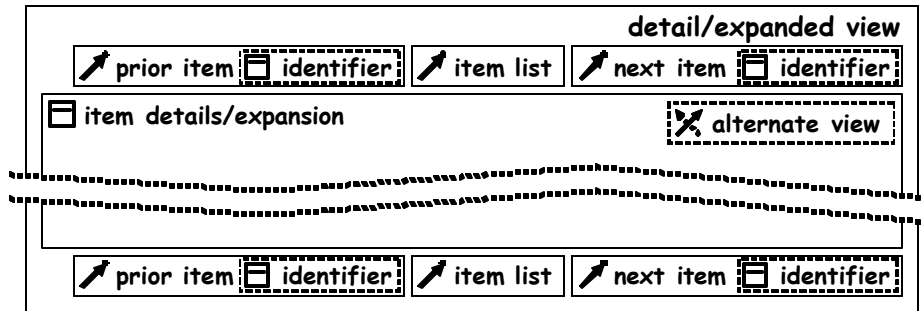 detail/expanded view
prior item identifier item list next item identifier
item details/expansion
alternate view
prior item identifier item list next item identifier